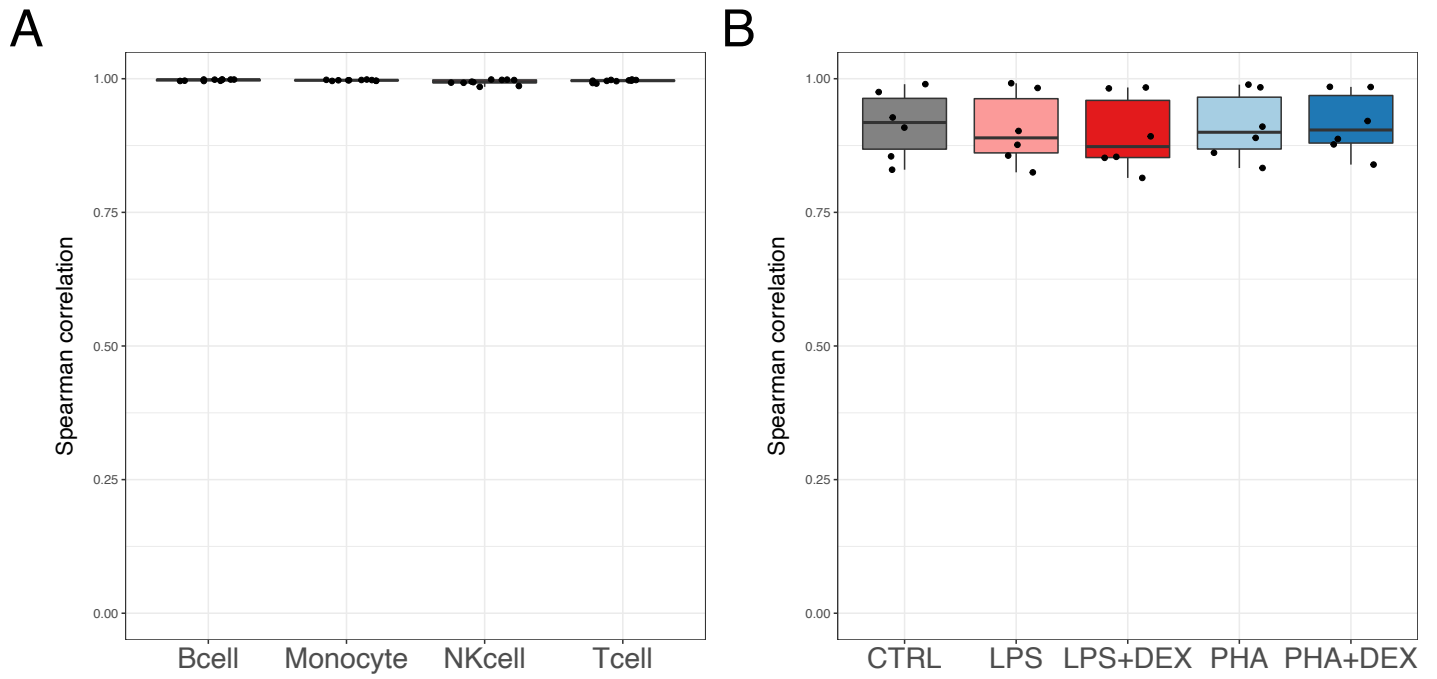 A
Spearman correlation
1.00
0.75
0.50
0.25
0.00
Bcell Monocyte NKcell Tcell
B
Spearman correlation
1.00
0.75
0.50
0.25
0.00
CTRL LPS LPS+DEX PHA PHA+DEX